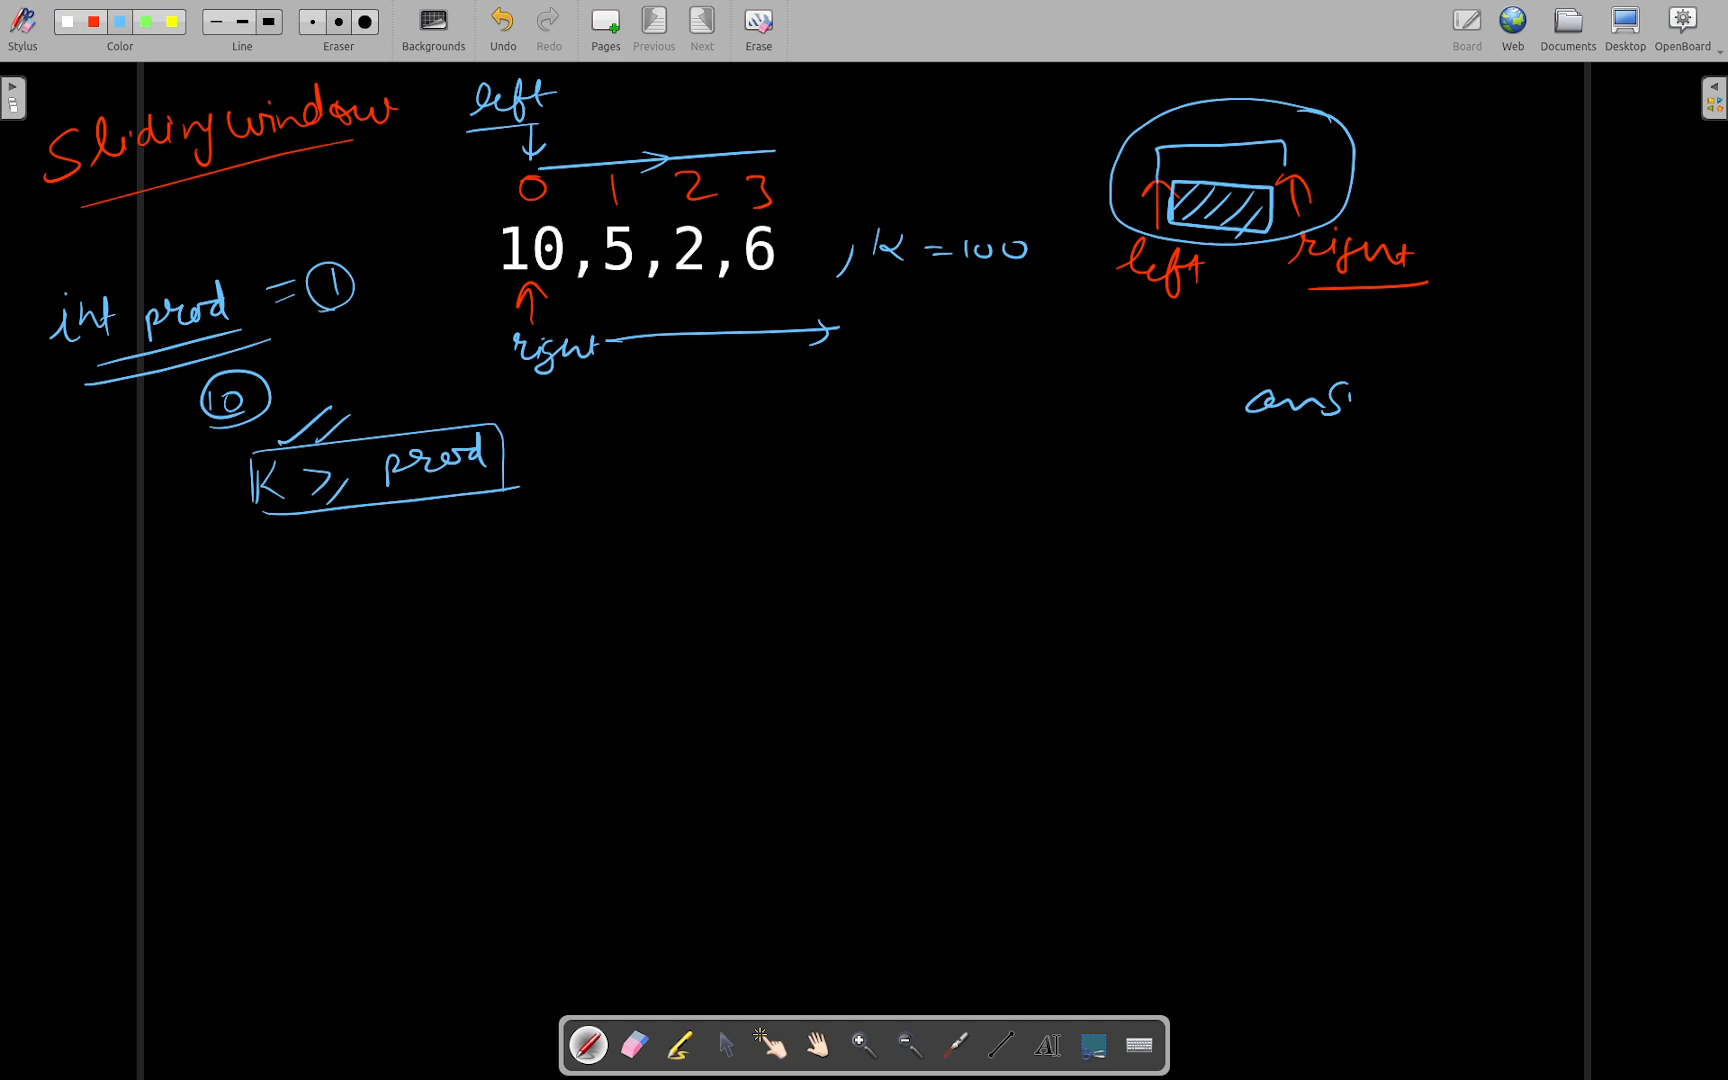 Stylus
Color
Line
Eraser
Backgrounds
Undo
Redo
Pages
Previous
Next
Erase
Board
Web
Documents
Desktop
OpenBoard
Sliding window
left
0 1 2 3
10,5,2,6 , K = 100
left right
int prod = 1
right
10
ans
K ≥ prod